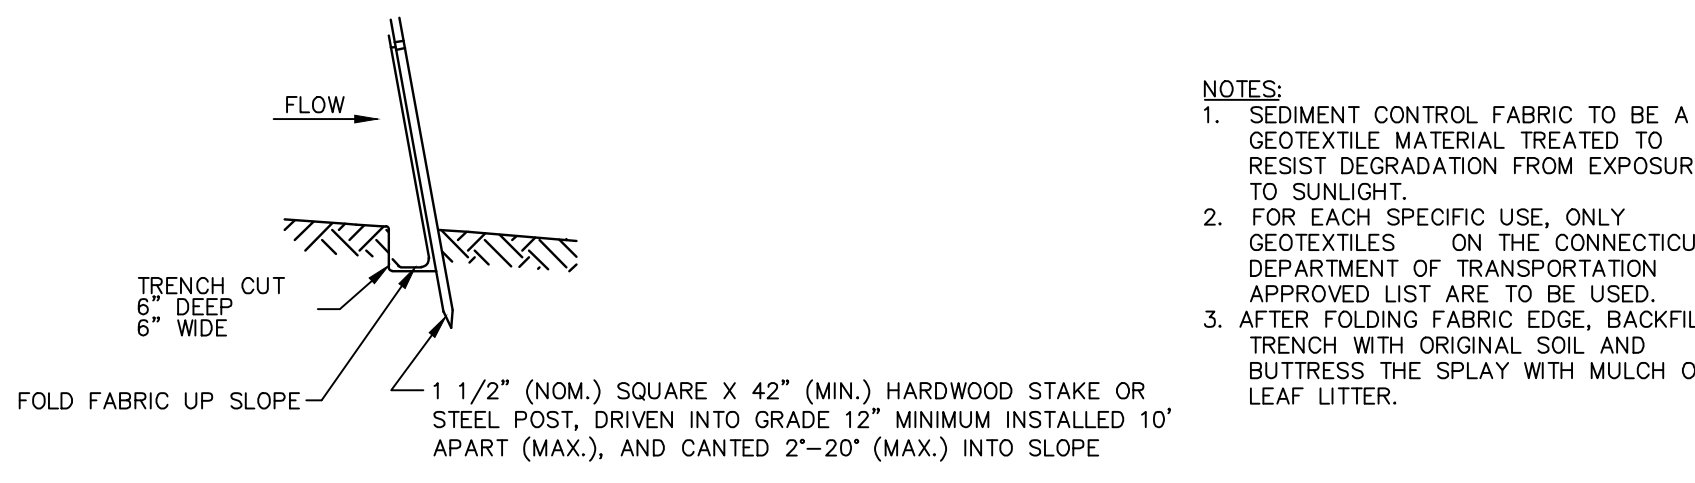 FLOW
TRENCH CUT
6" DEEP
6" WIDE
FOLD FABRIC UP SLOPE
1 1/2" (NOM.) SQUARE X 42" (MIN.) HARDWOOD STAKE OR
STEEL POST, DRIVEN INTO GRADE 12" MINIMUM INSTALLED 10'
APART (MAX.), AND CANTED 2°-20° (MAX.) INTO SLOPE
NOTES:
1. SEDIMENT CONTROL FABRIC TO BE A
GEOTEXTILE MATERIAL TREATED TO
RESIST DEGRADATION FROM EXPOSUR
TO SUNLIGHT.
2. FOR EACH SPECIFIC USE, ONLY
GEOTEXTILES ON THE CONNECTICU
DEPARTMENT OF TRANSPORTATION
APPROVED LIST ARE TO BE USED.
3. AFTER FOLDING FABRIC EDGE, BACKFIL
TRENCH WITH ORIGINAL SOIL AND
BUTTRESS THE SPLAY WITH MULCH O
LEAF LITTER.